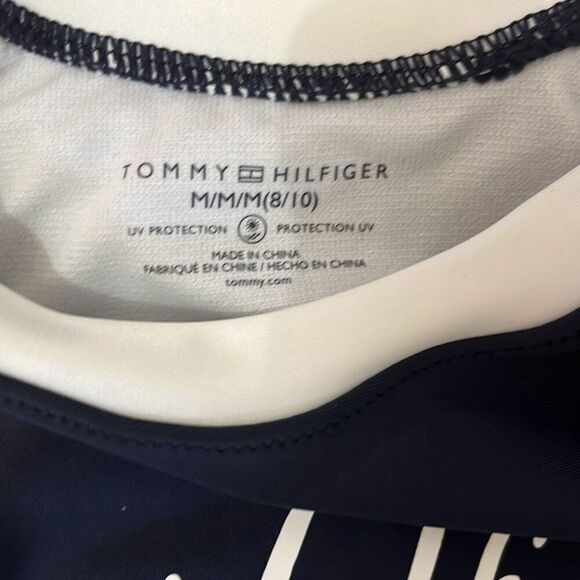 TOMMY HILFIGER
M/M/M(8/10)
UV PROTECTION PROTECTION UV
MADE IN CHINA
FABRIQUÉ EN CHINE / HECHO EN CHINA
tommy.com